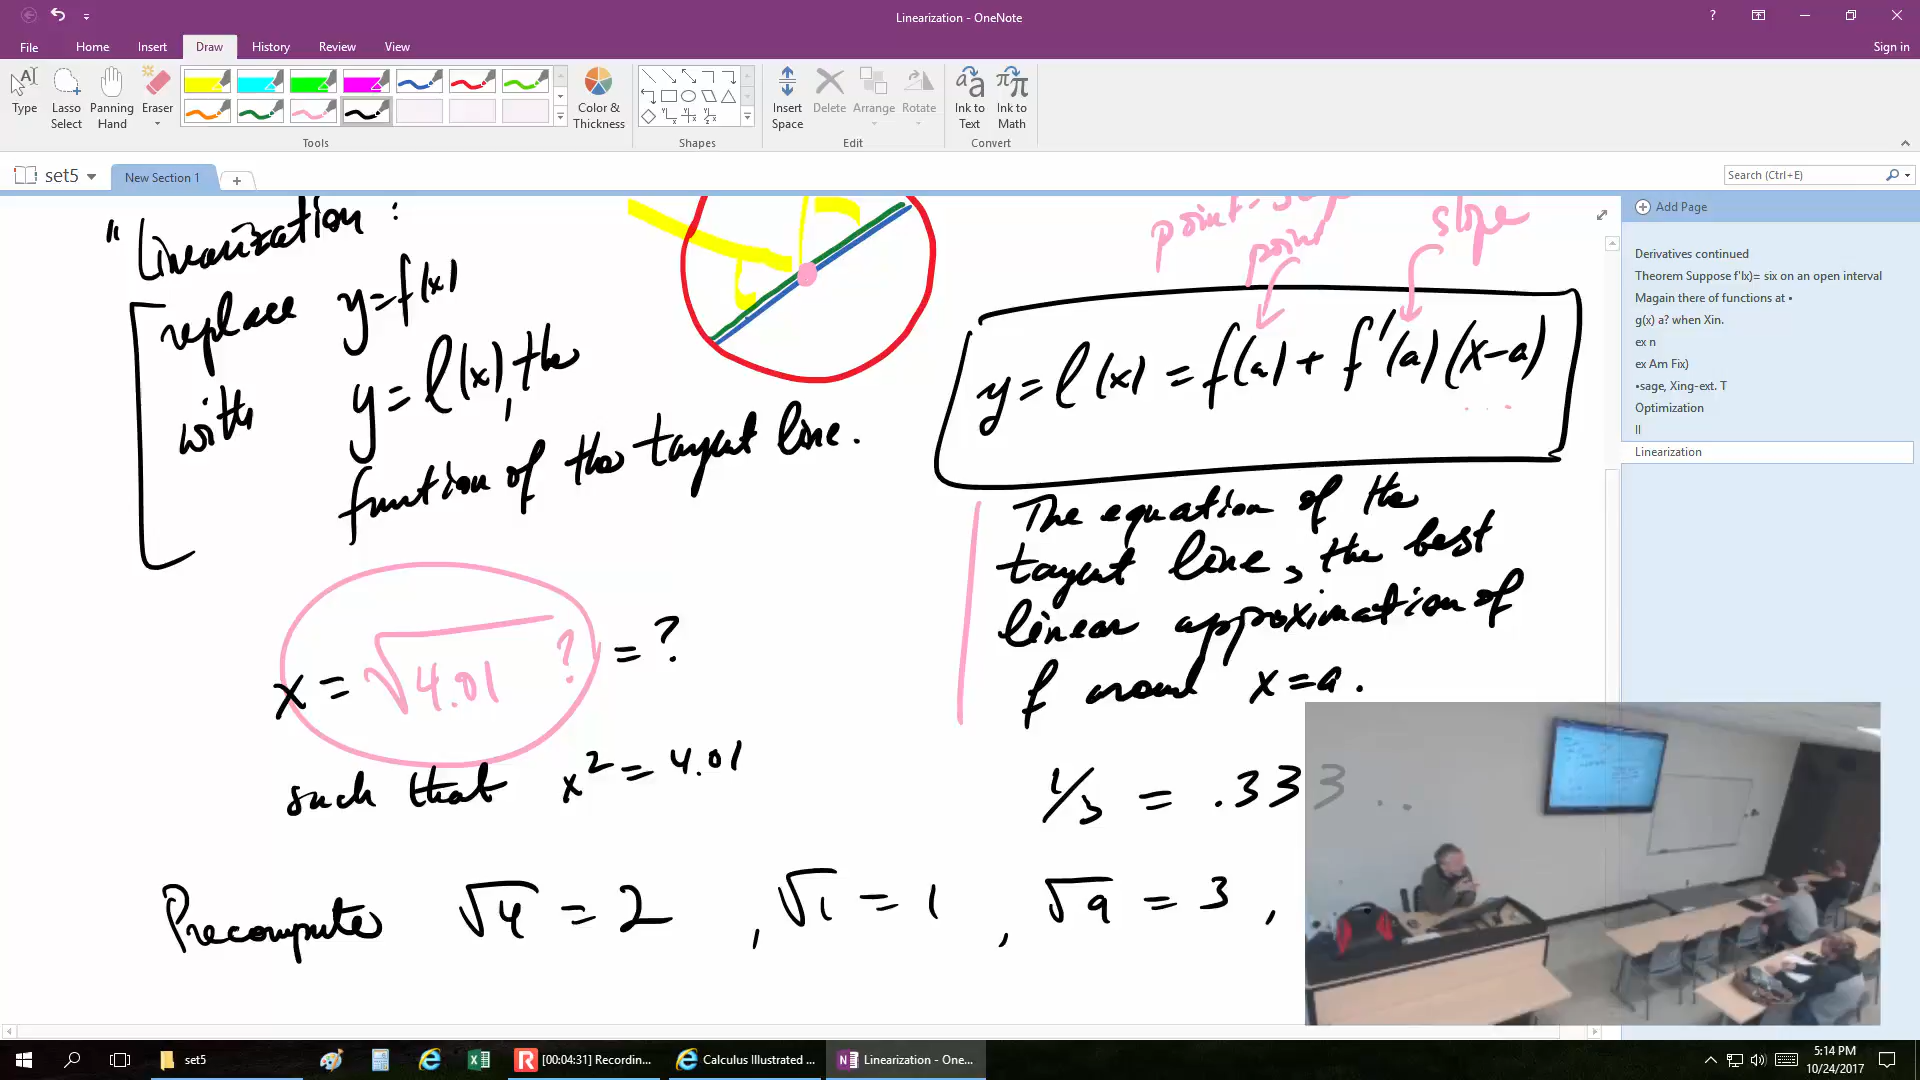 Linearization - OneNote
?
File
Home
Insert
Draw
History
Review
View
Sign in
Type
Lasso Select
Panning Hand
Eraser
Color & Thickness
Insert Space
Delete
Arrange
Rotate
Ink to Text
Ink to Math
Tools
Shapes
Edit
Convert
set5
New Section 1
Search (Ctrl+E)
Add Page
Derivatives continued
Theorem Suppose f'lx)= six on an open interval
Magain there of functions at •
g(x) a? when Xin.
ex n
ex Am Fix)
•sage, Xing-ext. T
Optimization
II
Linearization
"Linearization:
replace y=f(x)
with y=l(x), the
function of the tangent line.
x = √4.01 ? = ?
such that x² = 4.01
point-
slope
point
y = l(x) = f(a) + f'(a)(x-a)
The equation of the
tangent line, the best
linear approximation of
f around x=a.
1/3 = .333...
Precompute √4 = 2, √1 = 1, √9 = 3,
set5
[00:04:31] Recordin...
Calculus Illustrated ...
Linearization - One...
5:14 PM
10/24/2017